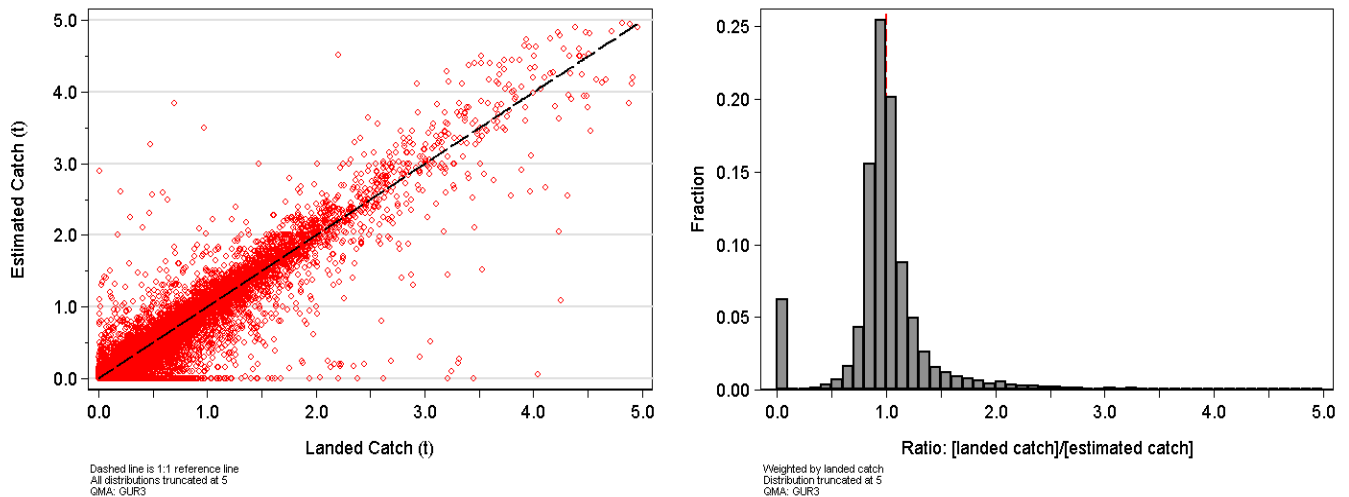 5.0
4.0
3.0
2.0
1.0
0.0
Estimated Catch (t)
0.0 1.0 2.0 3.0 4.0 5.0
Landed Catch (t)
Dashed line is 1:1 reference line
All distributions truncated at 5
QMA: GUR3
0.25
0.20
0.15
0.10
0.05
0.00
Fraction
0.0 1.0 2.0 3.0 4.0 5.0
Ratio: [landed catch]/[estimated catch]
Weighted by landed catch
Distribution truncated at 5
QMA: GUR3